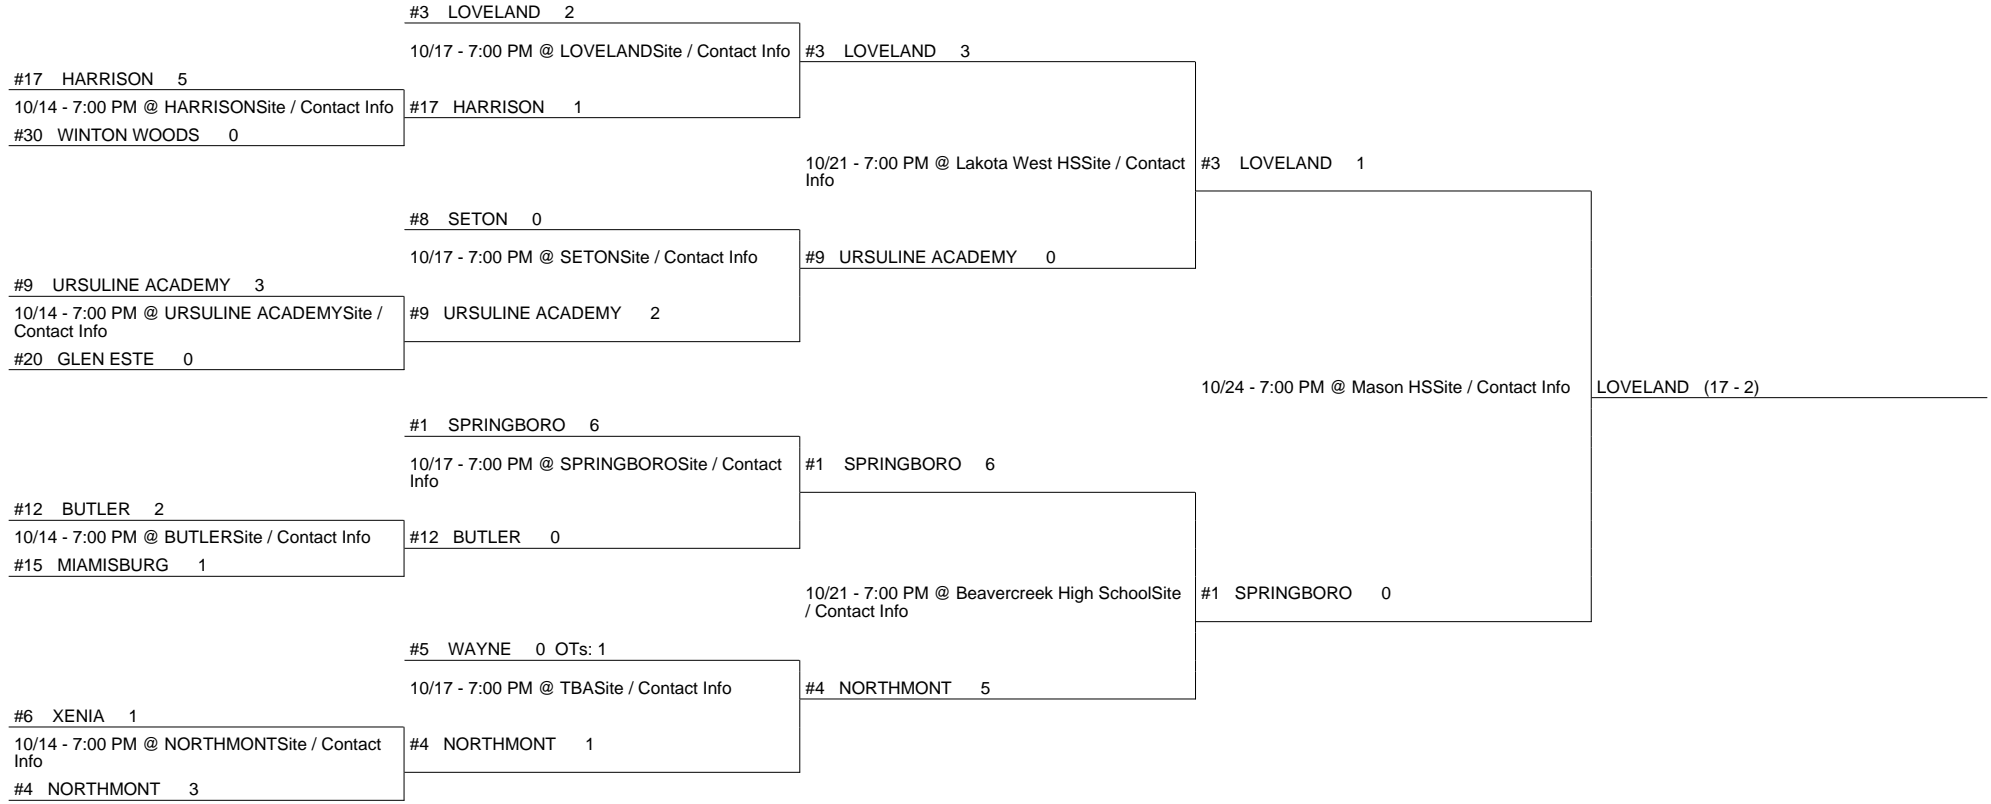 #3 LOVELAND 2
10/17 - 7:00 PM @ LOVELANDSite / Contact Info
#3 LOVELAND 3
#17 HARRISON 5
10/14 - 7:00 PM @ HARRISONSite / Contact Info
#17 HARRISON 1
#30 WINTON WOODS 0
10/21 - 7:00 PM @ Lakota West HSSite / Contact
Info
#3 LOVELAND 1
#8 SETON 0
10/17 - 7:00 PM @ SETONSite / Contact Info
#9 URSULINE ACADEMY 0
#9 URSULINE ACADEMY 3
10/14 - 7:00 PM @ URSULINE ACADEMYSite /
Contact Info
#9 URSULINE ACADEMY 2
#20 GLEN ESTE 0
10/24 - 7:00 PM @ Mason HSSite / Contact Info
LOVELAND (17 - 2)
#1 SPRINGBORO 6
10/17 - 7:00 PM @ SPRINGBOROSite / Contact
Info
#1 SPRINGBORO 6
#12 BUTLER 2
10/14 - 7:00 PM @ BUTLERSite / Contact Info
#12 BUTLER 0
#15 MIAMISBURG 1
10/21 - 7:00 PM @ Beavercreek High SchoolSite
/ Contact Info
#1 SPRINGBORO 0
#5 WAYNE 0 OTs: 1
10/17 - 7:00 PM @ TBASite / Contact Info
#4 NORTHMONT 5
#6 XENIA 1
10/14 - 7:00 PM @ NORTHMONTSite / Contact
Info
#4 NORTHMONT 1
#4 NORTHMONT 3